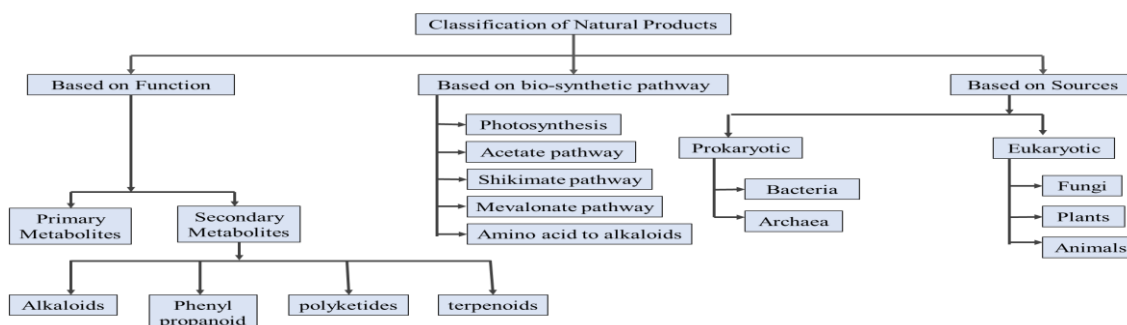 Classification of Natural Products
Based on Function
Based on bio-synthetic pathway
Based on Sources
Photosynthesis
Acetate pathway
Shikimate pathway
Mevalonate pathway
Amino acid to alkaloids
Prokaryotic
Eukaryotic
Bacteria
Archaea
Fungi
Plants
Animals
Primary
Metabolites
Secondary
Metabolites
Alkaloids
Phenyl
propanoid
polyketides
terpenoids